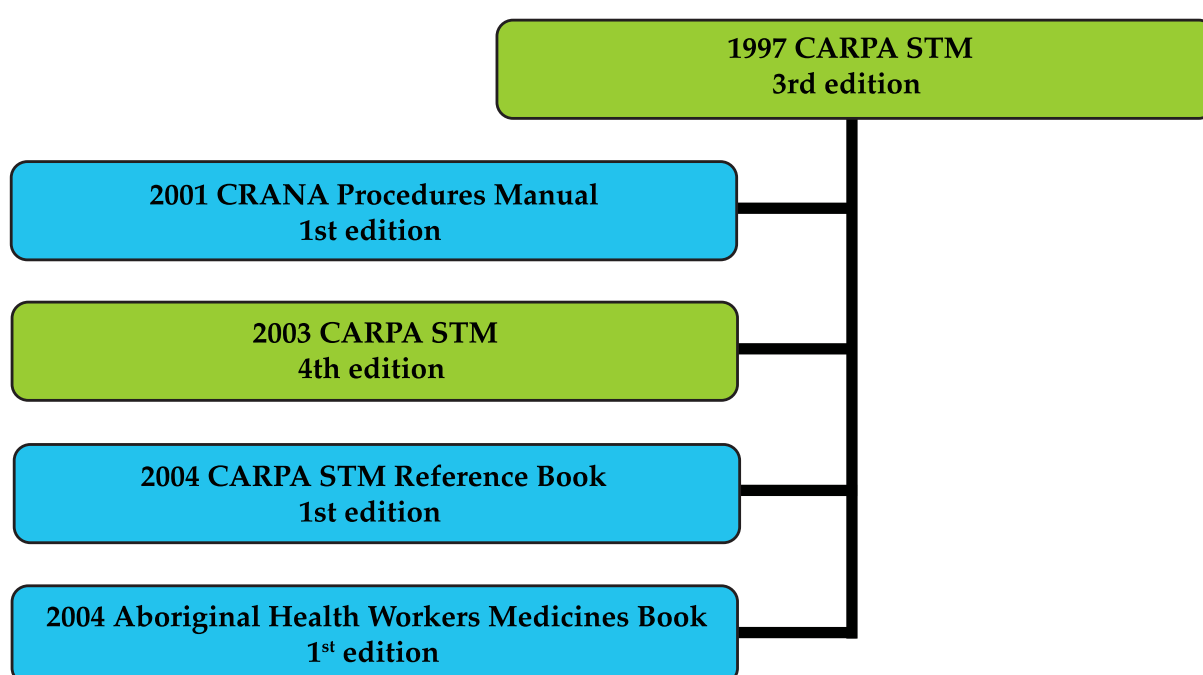 1997 CARPA STM
3rd edition
2001 CRANA Procedures Manual
1st edition
2003 CARPA STM
4th edition
2004 CARPA STM Reference Book
1st edition
2004 Aboriginal Health Workers Medicines Book
1st edition